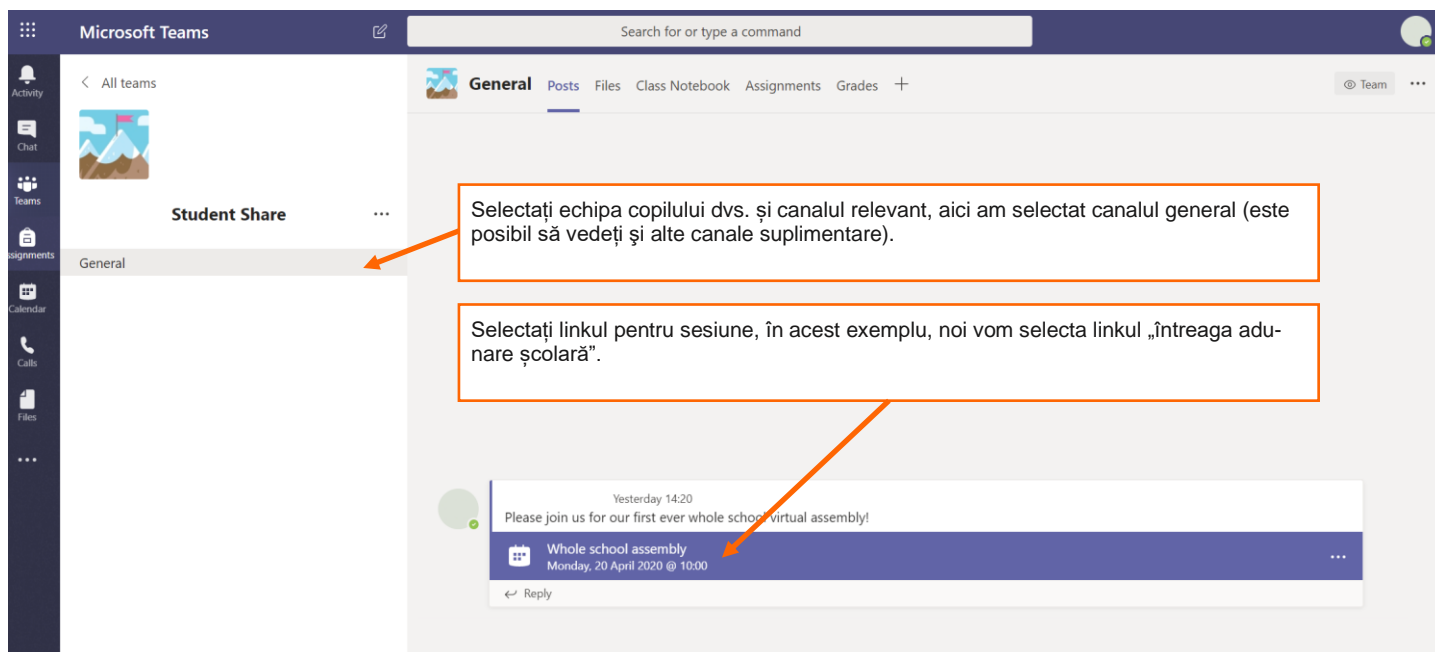 Microsoft Teams
Search for or type a command
Activity
Chat
Teams
ssignments
Calendar
Calls
Files
All teams
Student Share
General
General Posts Files Class Notebook Assignments Grades
Team
Selectați echipa copilului dvs. și canalul relevant, aici am selectat canalul general (este
posibil să vedeți şi alte canale suplimentare).
Selectați linkul pentru sesiune, în acest exemplu, noi vom selecta linkul „întreaga adu-
nare școlară”.
Yesterday 14:20
Please join us for our first ever whole school virtual assembly!
Whole school assembly
Monday, 20 April 2020 @ 10:00
Reply